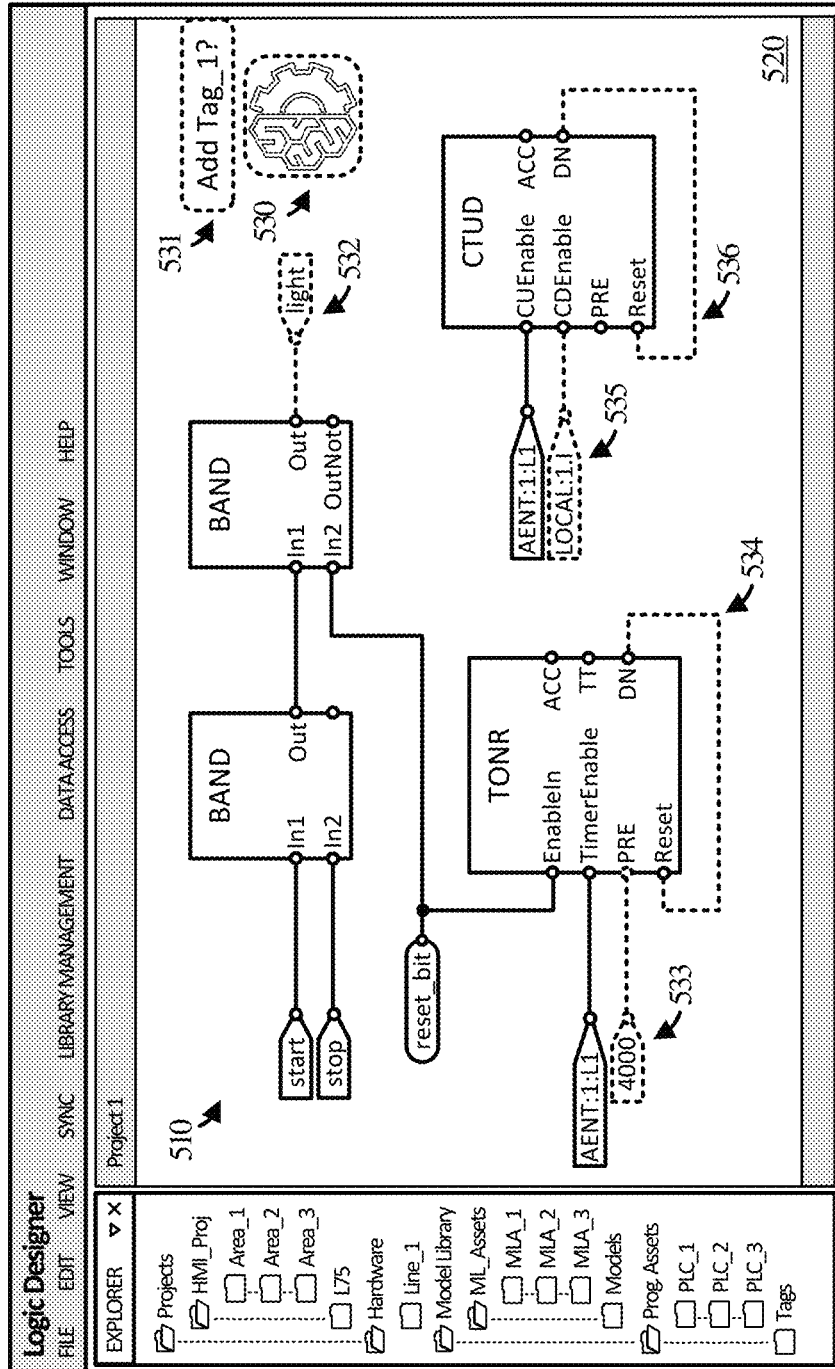 Logic Designer
FILE EDIT VIEW SYNC LIBRARY MANAGEMENT DATA ACCESS TOOLS WINDOW HELP
EXPLORER
Projects
HMI_Proj
Area_1
Area_2
Area_3
L75
Hardware
Line_1
Model Library
ML_Assets
MLA_1
MLA_2
MLA_3
Models
Prog. Assets
PLC_1
PLC_2
PLC_3
Tags
Project 1
510
start
stop
BAND
In1
In2
Out
BAND
In1
In2
Out
OutNot
light
532
531
Add Tag_1?
530
reset_bit
AENT:1:L1
4000
533
TONR
EnableIn
TimerEnable
PRE
Reset
ACC
TT
DN
534
AENT:1:L1
LOCAL:1.I
535
CTUD
CUEnable
CDEnable
PRE
Reset
ACC
DN
536
520